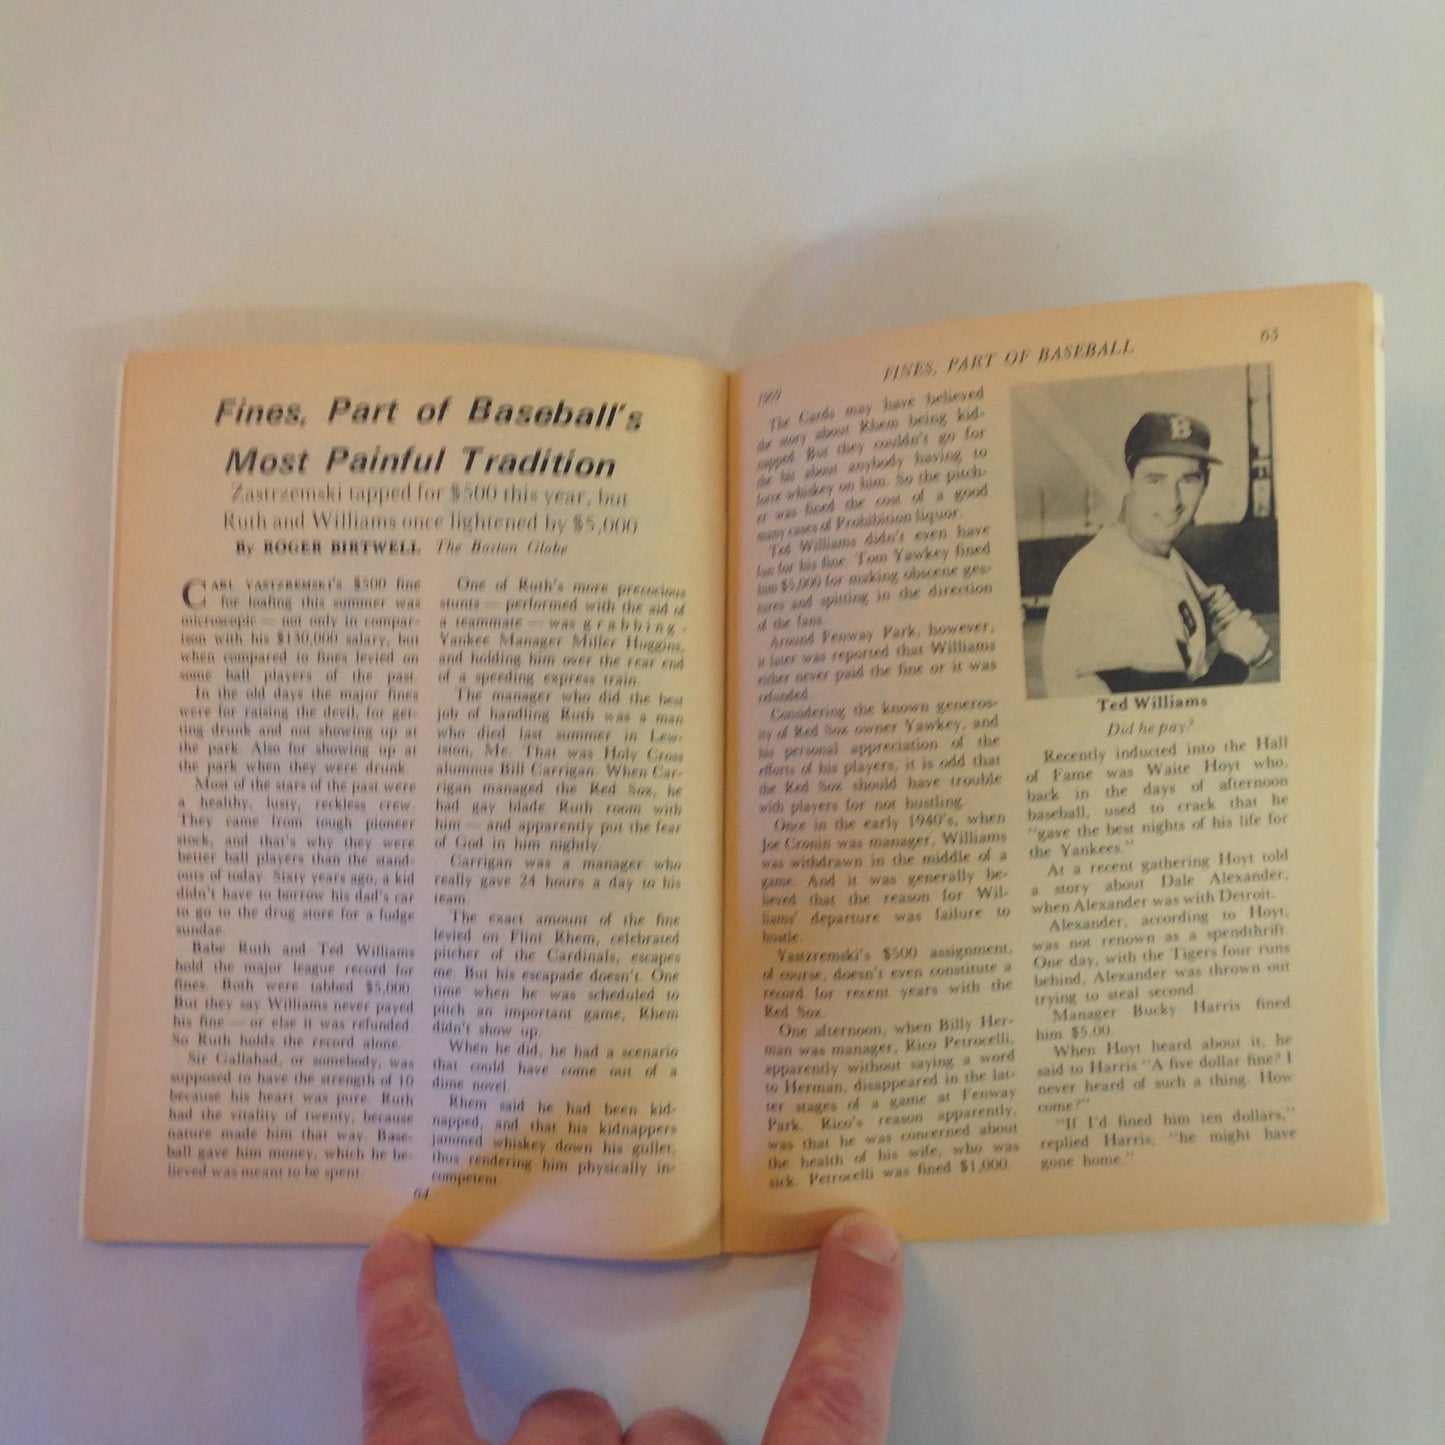 Fines, Part of Baseball's
Most Painful Tradition
Zastrzemski tapped for $500 this year, but
Ruth and Williams once lightened by $5,000
By ROGER BIRTWELL The Boston Globe
CARL YASTZREMSKI'S $500 fine
for loafing this summer was
microscopic — not only in compar-
ison with his $130,000 salary, but
when compared to fines levied on
some ball players of the past.
In the old days the major fines
were for raising the devil, for get-
ting drunk and not showing up at
the park. Also for showing up at
the park when they were drunk.
Most of the stars of the past were
a healthy, lusty, reckless crew.
They came from tough pioneer
stock, and that's why they were
better ball players than the stand-
outs of today. Sixty years ago, a kid
didn't have to borrow his dad's car
to go to the drug store for a fudge
sundae.
Babe Ruth and Ted Williams
hold the major league record for
fines. Both were tabbed $5,000.
But they say Williams never payed
his fine — or else it was refunded.
So Ruth holds the record alone.
Sir Gallahad, or somebody, was
supposed to have the strength of 10
because his heart was pure. Ruth
had the vitality of twenty, because
nature made him that way. Base-
ball gave him money, which he be-
lieved was meant to be spent.
One of Ruth's more precocious
stunts — performed with the aid of
a teammate — was grabbing
Yankee Manager Miller Huggins,
and holding him over the rear end
of a speeding express train.
The manager who did the best
job of handling Ruth was a man
who died last summer in Lew-
iston, Me. That was Holy Cross
alumnus Bill Carrigan. When Car-
rigan managed the Red Sox, he
had gay blade Ruth room with
him — and apparently put the fear
of God in him nightly.
Carrigan was a manager who
really gave 24 hours a day to his
team.
The exact amount of the fine
levied on Flint Rhem, celebrated
pitcher of the Cardinals, escapes
me. But his escapade doesn't. One
time when he was scheduled to
pitch an important game, Rhem
didn't show up.
When he did, he had a scenario
that could have come out of a
dime novel.
Rhem said he had been kid-
napped, and that his kidnappers
jammed whiskey down his gullet,
thus rendering him physically in-
competent.
64
1969
FINES, PART OF BASEBALL
65
The Cards may have believed
the story about Rhem being kid-
napped. But they couldn't go for
the bit about anybody having to
force whiskey on him. So the pitch-
er was fined the cost of a good
many cases of Prohibition liquor.
Ted Williams didn't even have
fun for his fine. Tom Yawkey fined
him $5,000 for making obscene ges-
tures and spitting in the direction
of the fans.
Around Fenway Park, however,
it later was reported that Williams
either never paid the fine or it was
refunded.
Considering the known generos-
ity of Red Sox owner Yawkey, and
his personal appreciation of the
efforts of his players, it is odd that
the Red Sox should have trouble
with players for not hustling.
Once in the early 1940's, when
Joe Cronin was manager, Williams
was withdrawn in the middle of a
game. And it was generally be-
lieved that the reason for Wil-
liams' departure was failure to
hustle.
Yastzremski's $500 assignment,
of course, doesn't even constitute a
record for recent years with the
Red Sox.
One afternoon, when Billy Her-
man was manager, Rico Petrocelli,
apparently without saying a word
to Herman, disappeared in the lat-
ter stages of a game at Fenway
Park. Rico's reason apparently,
was that he was concerned about
the health of his wife, who was
sick. Petrocelli was fined $1,000.
B
B
Ted Williams
Did he pay?
Recently inducted into the Hall
of Fame was Waite Hoyt who,
back in the days of afternoon
baseball, used to crack that he
"gave the best nights of his life for
the Yankees."
At a recent gathering Hoyt told
a story about Dale Alexander,
when Alexander was with Detroit.
Alexander, according to Hoyt,
was not renown as a spendthrift.
One day, with the Tigers four runs
behind, Alexander was thrown out
trying to steal second.
Manager Bucky Harris fined
him $5.00.
When Hoyt heard about it, he
said to Harris "A five dollar fine? I
never heard of such a thing. How
come?"
"If I'd fined him ten dollars,"
replied Harris, "he might have
gone home."